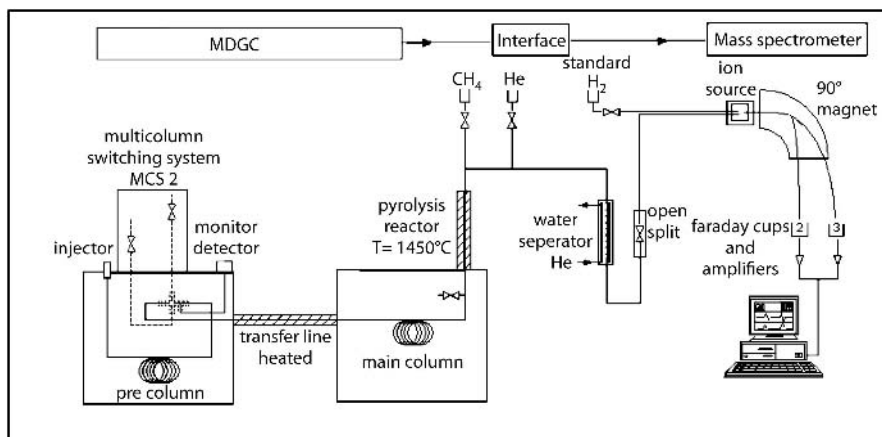 MDGC
Interface
Mass spectrometer
standard
H2
CH4
He
ion
source
90°
magnet
multicolumn
switching system
MCS 2
injector
monitor
detector
pyrolysis
reactor
T= 1450°C
water
seperator
He
open
split
faraday cups
and
amplifiers
2
3
transfer line
heated
main column
pre column